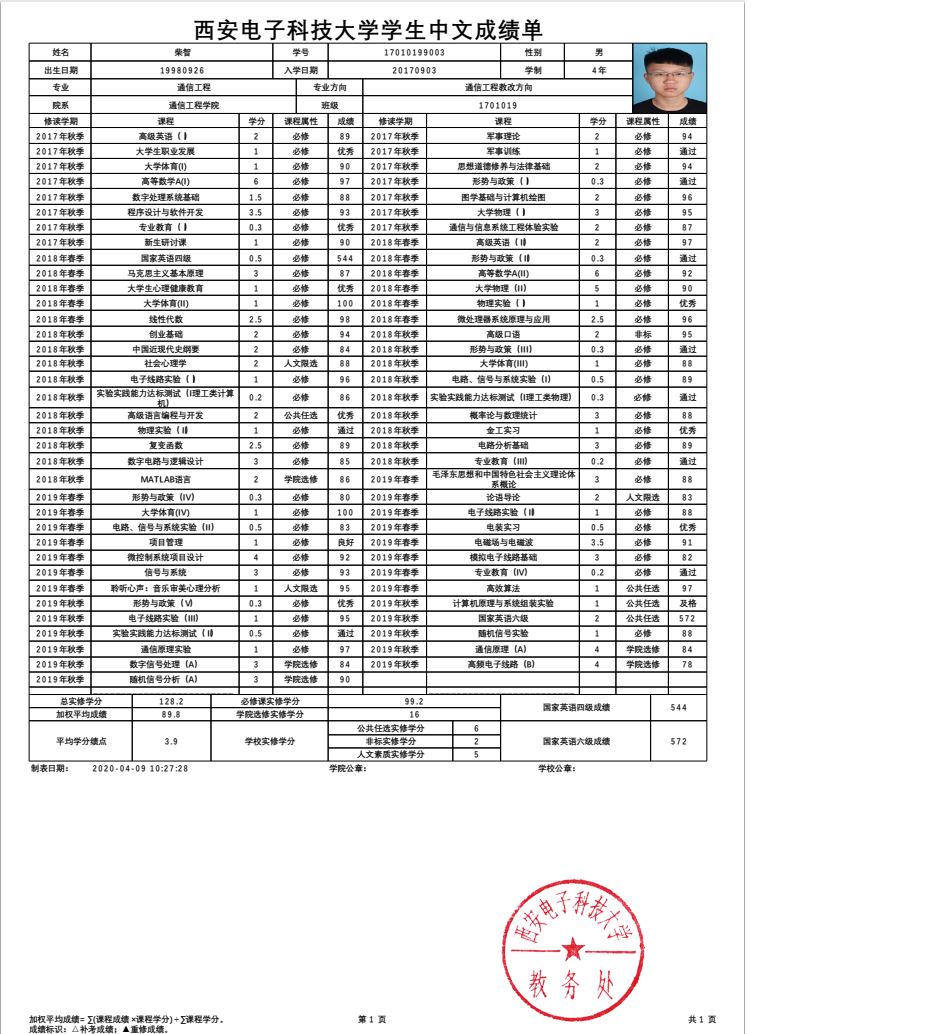 西安电子科技大学学生中文成绩单
姓名 柴智 学号 17010199003 性别 男
出生日期 19980926 入学日期 20170903 学制 4年
专业 通信工程 专业方向 通信工程教改方向
院系 通信工程学院 班级 1701019
修读学期 课程 学分 课程属性 成绩 修读学期 课程 学分 课程属性 成绩
2017年秋季 高级英语（I） 2 必修 89 2017年秋季 军事理论 2 必修 94
2017年秋季 大学生职业发展 1 必修 优秀 2017年秋季 军事训练 1 必修 通过
2017年秋季 大学体育(I) 1 必修 90 2017年秋季 思想道德修养与法律基础 2 必修 94
2017年秋季 高等数学A(I) 6 必修 97 2017年秋季 形势与政策（I） 0.3 必修 通过
2017年秋季 数字处理系统基础 1.5 必修 88 2017年秋季 图学基础与计算机绘图 2 必修 96
2017年秋季 程序设计与软件开发 3.5 必修 93 2017年秋季 大学物理（I） 3 必修 95
2017年秋季 专业教育（I） 0.3 必修 优秀 2017年秋季 通信与信息系统工程体验实验 2 必修 87
2017年秋季 新生研讨课 1 必修 90 2018年春季 高级英语（II） 2 必修 97
2018年春季 国家英语四级 0.5 必修 544 2018年春季 形势与政策（II） 0.3 必修 通过
2018年春季 马克思主义基本原理 3 必修 87 2018年春季 高等数学A(II) 6 必修 92
2018年春季 大学生心理健康教育 1 必修 优秀 2018年春季 大学物理（II） 5 必修 90
2018年春季 大学体育(II) 1 必修 100 2018年春季 物理实验（I） 1 必修 优秀
2018年春季 线性代数 2.5 必修 98 2018年春季 微处理器系统原理与应用 2.5 必修 96
2018年秋季 创业基础 2 必修 94 2018年秋季 高级口语 2 非标 95
2018年秋季 中国近现代史纲要 2 必修 84 2018年秋季 形势与政策（III） 0.3 必修 通过
2018年秋季 社会心理学 2 人文限选 88 2018年秋季 大学体育(III) 1 必修 88
2018年秋季 电子线路实验（I） 1 必修 96 2018年秋季 电路、信号与系统实验（I） 0.5 必修 89
2018年秋季 实验实践能力达标测试（I理工类计算机） 0.2 必修 86 2018年秋季 实验实践能力达标测试（I理工类物理） 0.3 必修 通过
2018年秋季 高级语言编程与开发 2 公共任选 优秀 2018年秋季 概率论与数理统计 3 必修 88
2018年秋季 物理实验（II） 1 必修 通过 2018年秋季 金工实习 1 必修 优秀
2018年秋季 复变函数 2.5 必修 89 2018年秋季 电路分析基础 3 必修 89
2018年秋季 数字电路与逻辑设计 3 必修 85 2018年秋季 专业教育（III） 0.2 必修 通过
2018年秋季 MATLAB语言 2 学院选修 86 2019年春季 毛泽东思想和中国特色社会主义理论体系概论 3 必修 88
2019年春季 形势与政策（IV） 0.3 必修 80 2019年春季 论语导论 2 人文限选 83
2019年春季 大学体育(IV) 1 必修 100 2019年春季 电子线路实验（II） 1 必修 88
2019年春季 电路、信号与系统实验（II） 0.5 必修 83 2019年春季 电装实习 0.5 必修 优秀
2019年春季 项目管理 1 必修 良好 2019年春季 电磁场与电磁波 3.5 必修 91
2019年春季 微控制系统项目设计 4 必修 92 2019年春季 模拟电子线路基础 3 必修 82
2019年春季 信号与系统 3 必修 93 2019年春季 专业教育（IV） 0.2 必修 通过
2019年春季 聆听心声：音乐审美心理分析 1 人文限选 95 2019年春季 高效算法 1 公共任选 97
2019年秋季 形势与政策（V） 0.3 必修 优秀 2019年秋季 计算机原理与系统组装实验 1 公共任选 及格
2019年秋季 电子线路实验（III） 1 必修 95 2019年秋季 国家英语六级 2 公共任选 572
2019年秋季 实验实践能力达标测试（II） 0.5 必修 通过 2019年秋季 随机信号实验 1 必修 88
2019年秋季 通信原理实验 1 必修 97 2019年秋季 通信原理（A） 4 学院选修 84
2019年秋季 数字信号处理（A） 3 学院选修 84 2019年秋季 高频电子线路（B） 4 学院选修 78
2019年秋季 随机信号分析（A） 3 学院选修 90
总实修学分 128.2 必修课实修学分 99.2 国家英语四级成绩 544
加权平均成绩 89.8 学院选修实修学分 16
平均学分绩点 3.9 学校实修学分 公共任选实修学分 6 国家英语六级成绩 572
非标实修学分 2
人文素质实修学分 5
制表日期： 2020-04-09 10:27:28 学院公章： 学校公章：
西安电子科技大学
教务处
加权平均成绩= ∑(课程成绩×课程学分)÷∑课程学分。 第 1 页 共 1 页
成绩标识：△补考成绩；▲重修成绩。